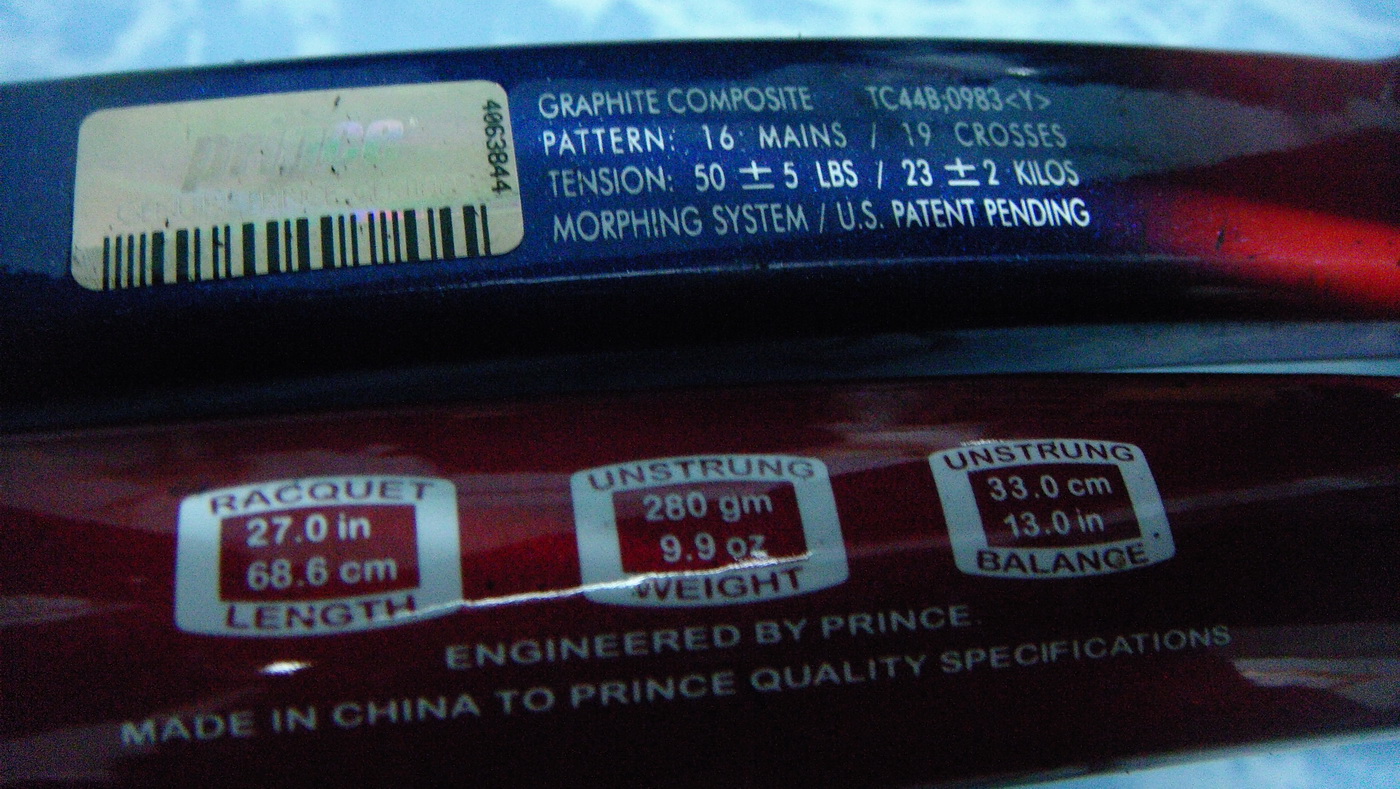 prince
4063844
GRAPHITE COMPOSITE TC44B;0983<Y>
PATTERN: 16 MAINS / 19 CROSSES
TENSION: 50 ±5 LBS / 23 ±2 KILOS
MORPHING SYSTEM / U.S. PATENT PENDING
RACQUET
27.0 in
68.6 cm
LENGTH
UNSTRUNG
280 gm
9.9 oz
WEIGHT
UNSTRUNG
33.0 cm
13.0 in
BALANCE
ENGINEERED BY PRINCE.
MADE IN CHINA TO PRINCE QUALITY SPECIFICATIONS